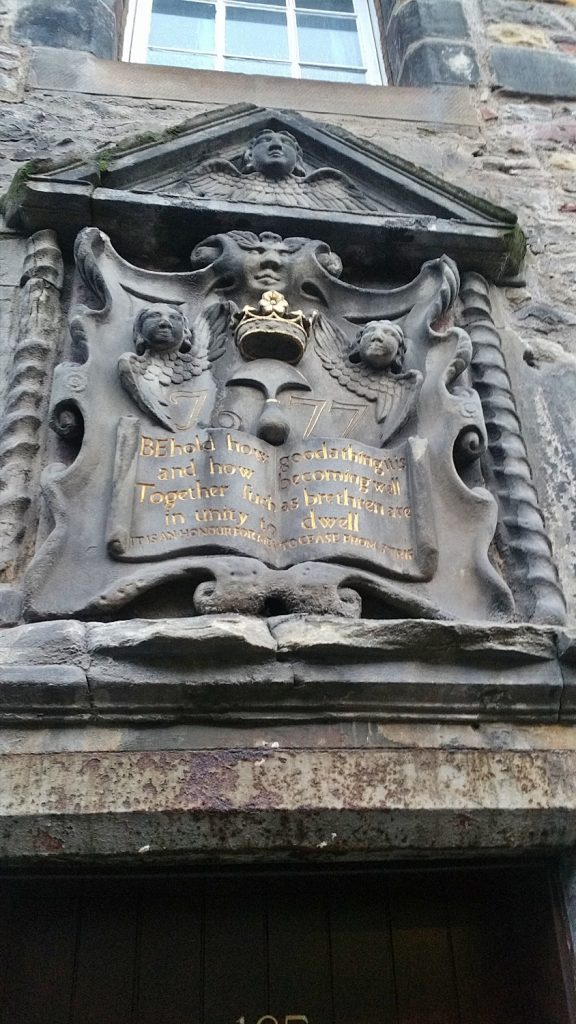 77
BEhold how good a thing it is
and how becoming well
Together such as brethren are
in unity to dwell
IT IS AN HONOUR FOR MEN TO CEASE FROM STRIFE